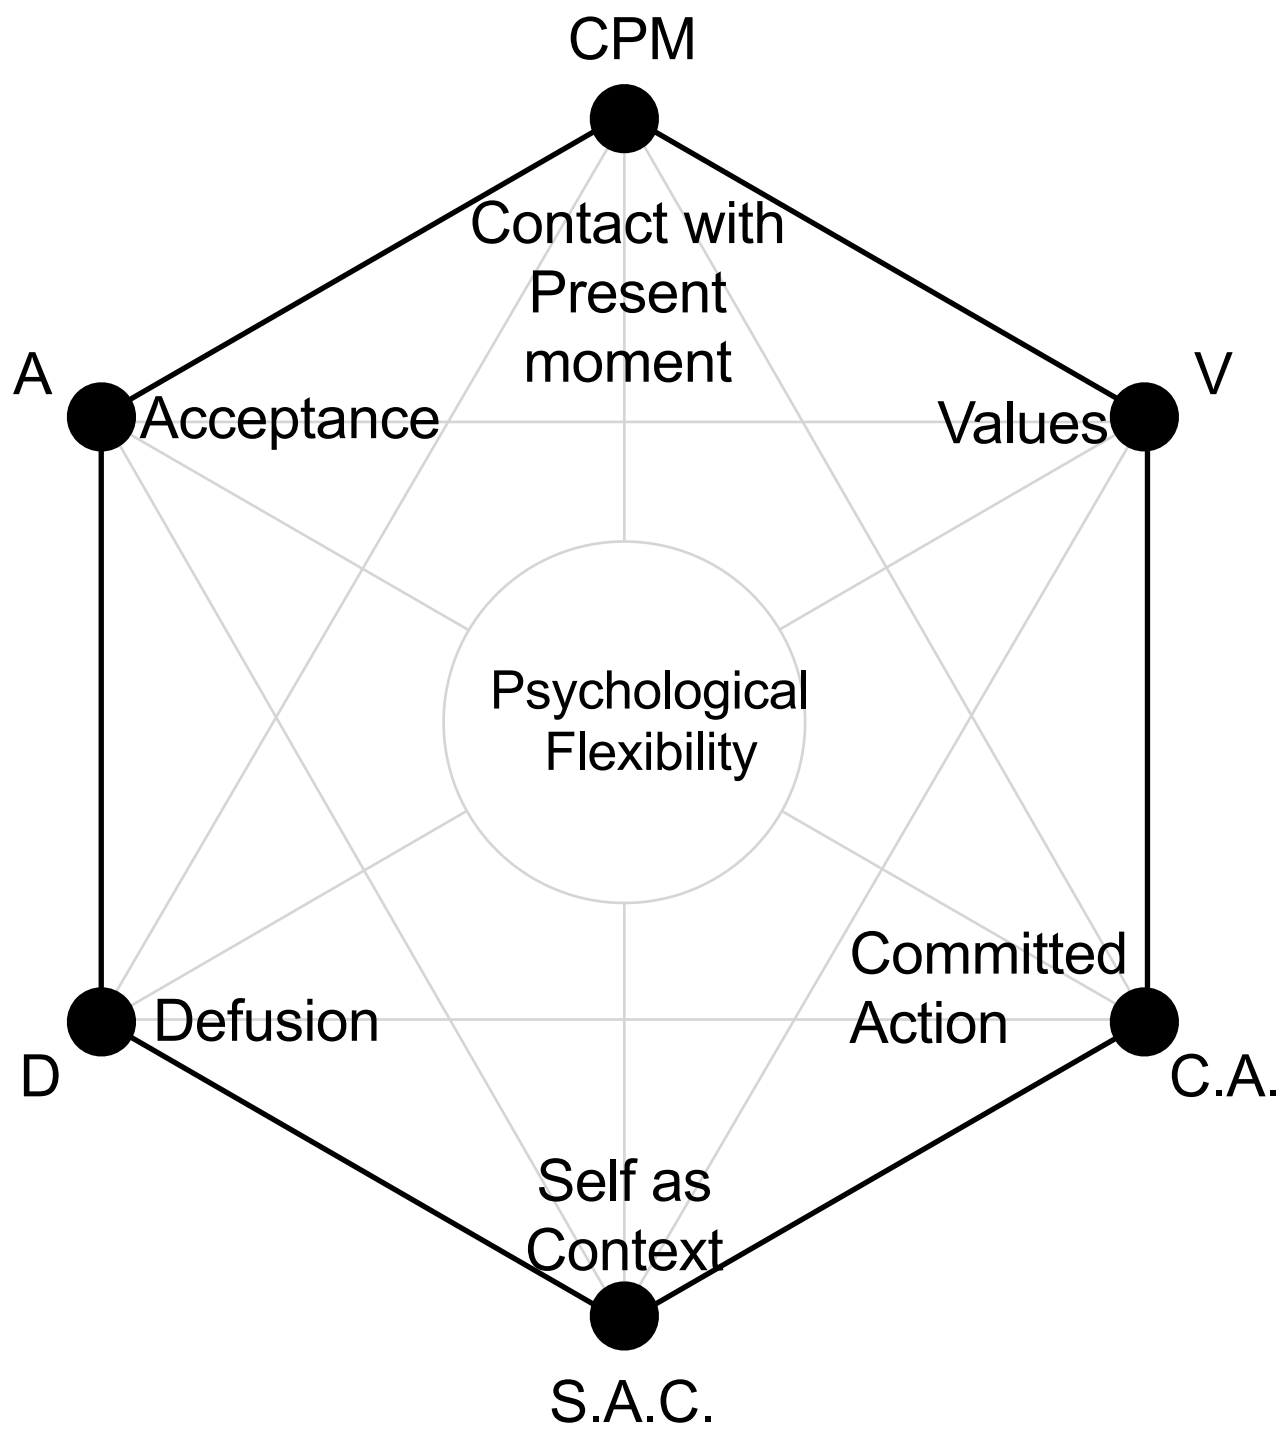 CPM
Contact with
Present
moment
A
Acceptance
V
Values
Psychological
Flexibility
Committed
Action
C.A.
Defusion
D
Self as
Context
S.A.C.